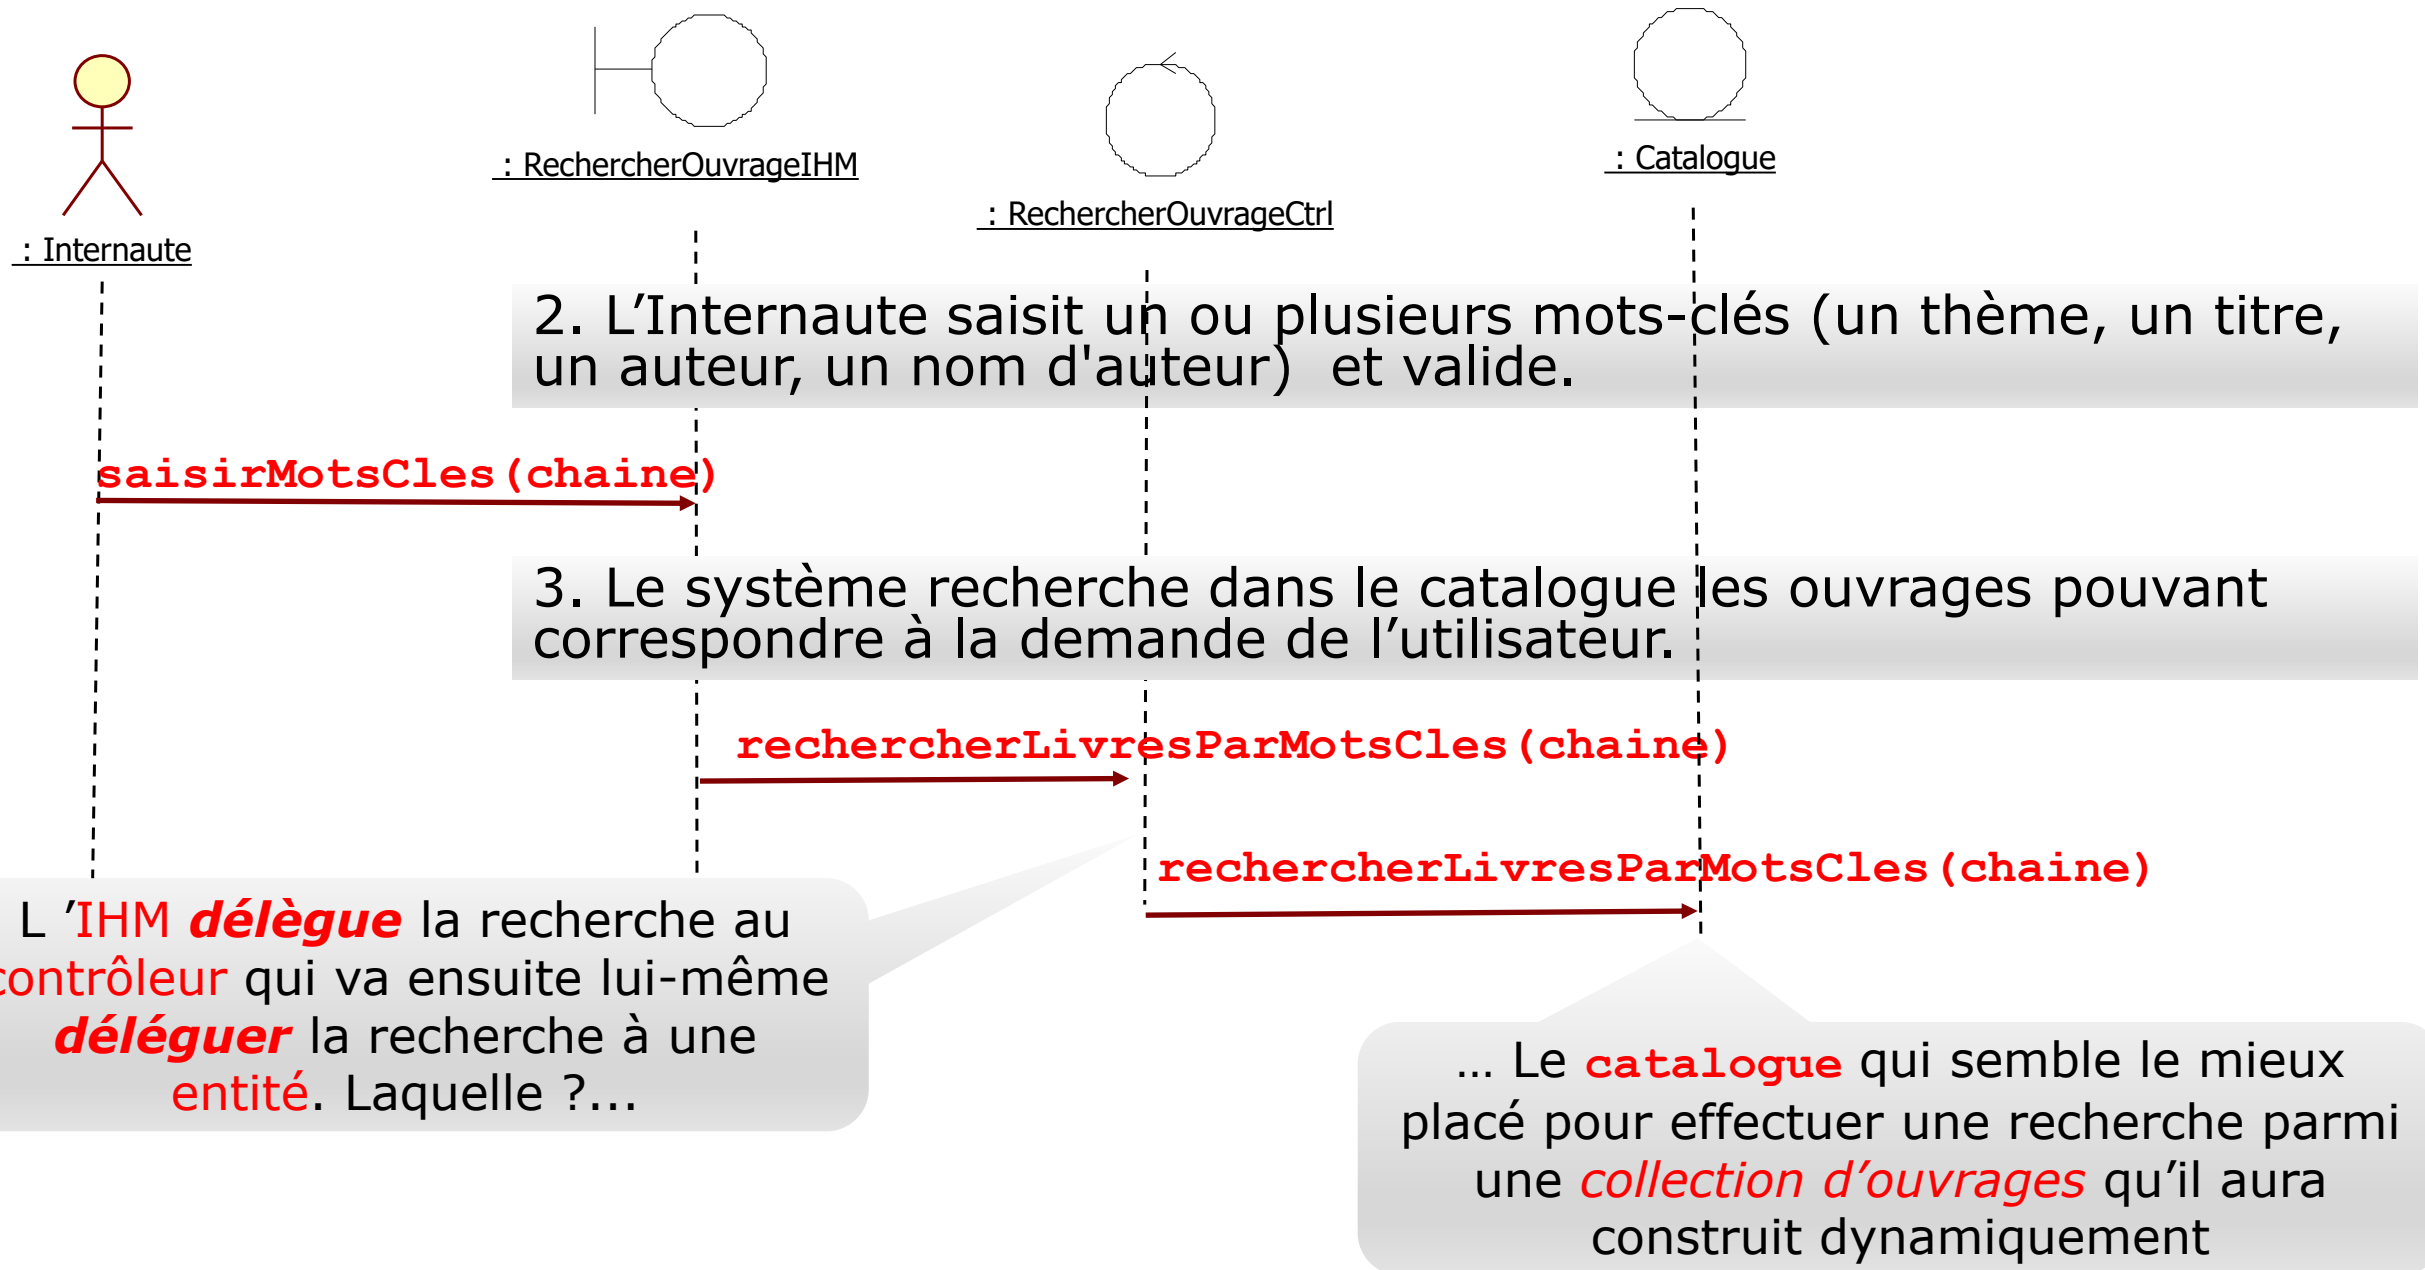 : RechercherOuvrageIHM
: Catalogue
: RechercherOuvrageCtrl
: Internaute
2. L’Internaute saisit un ou plusieurs mots-clés (un thème, un titre,
un auteur, un nom d'auteur)  et valide.
saisirMotsCles(chaine)
3. Le système recherche dans le catalogue les ouvrages pouvant
correspondre à la demande de l’utilisateur.
rechercherLivresParMotsCles(chaine)
rechercherLivresParMotsCles(chaine)
L ’IHM délègue la recherche au
contrôleur qui va ensuite lui-même
déléguer la recherche à une
entité. Laquelle ?...
... Le catalogue qui semble le mieux
placé pour effectuer une recherche parmi
une collection d’ouvrages qu’il aura
construit dynamiquement